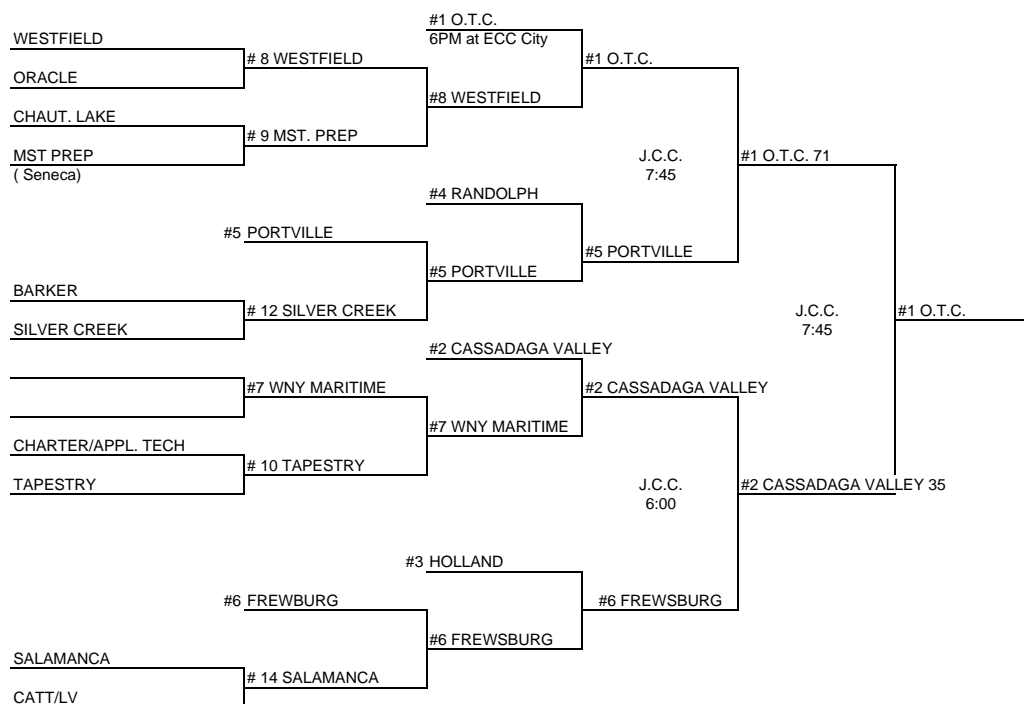 #1 O.T.C.
6PM at ECC City
WESTFIELD
# 8 WESTFIELD
#1 O.T.C.
ORACLE
#8 WESTFIELD
CHAUT. LAKE
# 9 MST. PREP
MST PREP
( Seneca)
J.C.C.
7:45
#1 O.T.C. 71
#4 RANDOLPH
#5 PORTVILLE
#5 PORTVILLE
#5 PORTVILLE
BARKER
# 12 SILVER CREEK
SILVER CREEK
J.C.C.
7:45
#1 O.T.C.
#2 CASSADAGA VALLEY
#7 WNY MARITIME
#2 CASSADAGA VALLEY
#7 WNY MARITIME
CHARTER/APPL. TECH
# 10 TAPESTRY
TAPESTRY
J.C.C.
6:00
#2 CASSADAGA VALLEY 35
#3 HOLLAND
#6 FREWBURG
#6 FREWSBURG
#6 FREWSBURG
SALAMANCA
# 14 SALAMANCA
CATT/LV